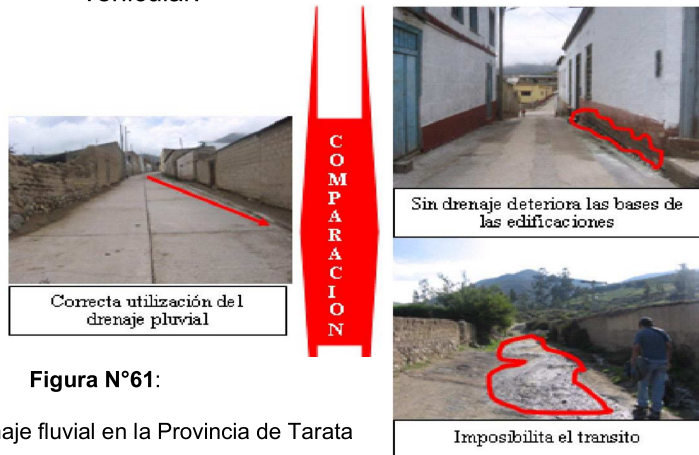 Correcta utilización del
drenaje pluvial
COMPARACION
Sin drenaje deteriora las bases de
las edificaciones
Imposibilita el transito
Figura N°61:
fluvial en la Provincia de Tarata